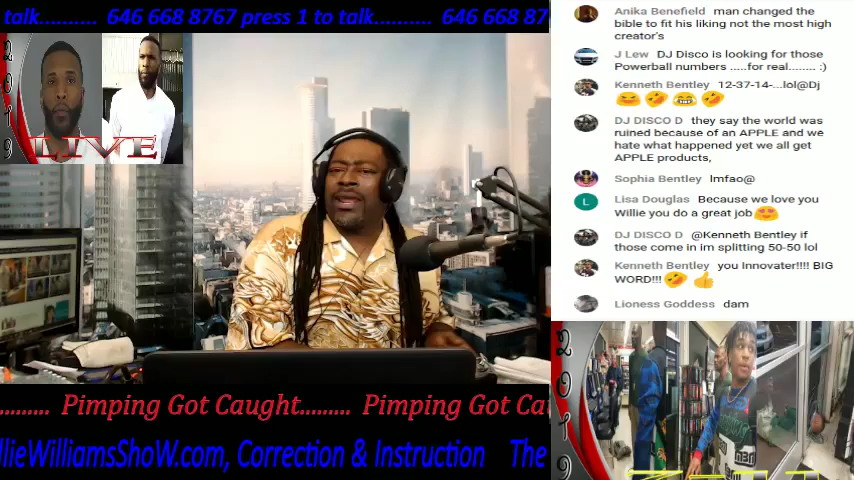 talk.......... 646 668 8767 press 1 to talk.......... 646 668 87
2019
LIVE
Anika Benefield man changed the
bible to fit his liking not the most high
creator's
J Lew DJ Disco is looking for those
Powerball numbers .....for real........ :)
Kenneth Bentley 12-37-14-...lol@Dj
😆🤣😂🤣
DJ DISCO D they say the world was
ruined because of an APPLE and we
hate what happened yet we all get
APPLE products,
Sophia Bentley lmfao@
L
Lisa Douglas Because we love you
Willie you do a great job😍
DJ DISCO D @Kenneth Bentley if
those come in im splitting 50-50 lol
Kenneth Bentley you Innovater!!!! BIG
WORD!!!🤣👍
Lioness Goddess dam
2019
......... Pimping Got Caught......... Pimping Got Cau
llieWilliamsShoW.com, Correction & Instruction The